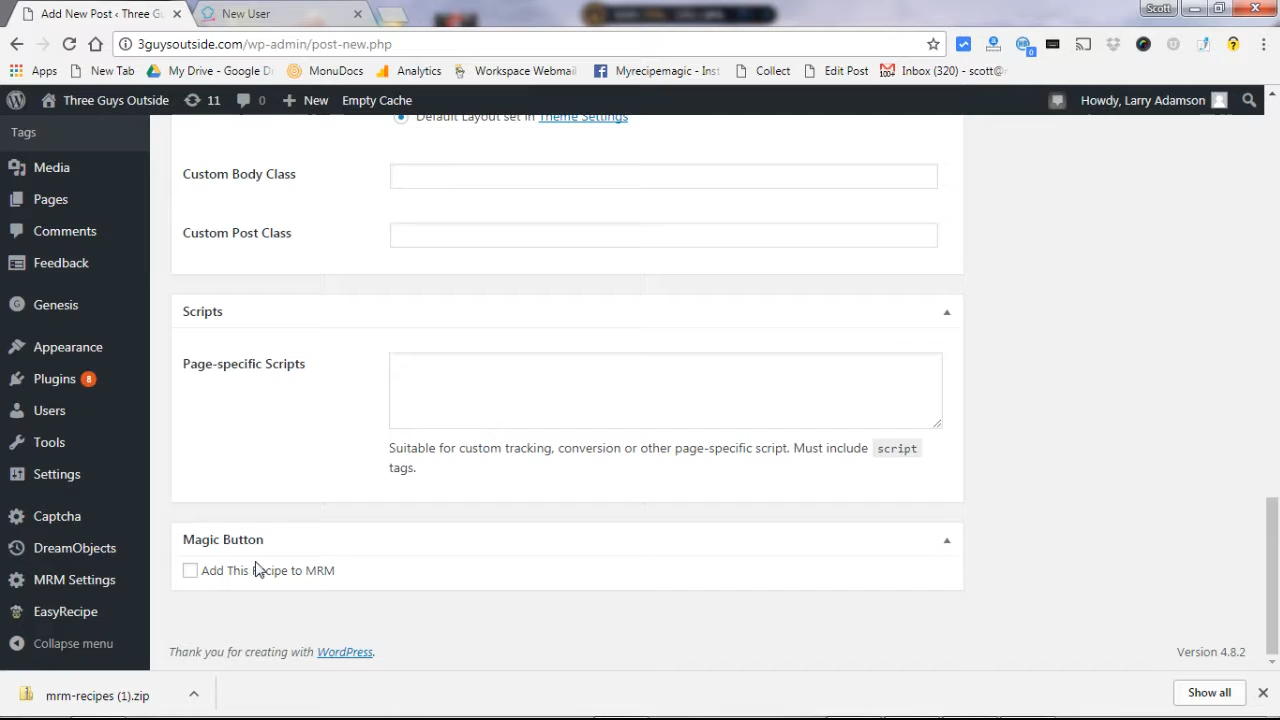 Add New Post ‹ Three G
New User
Scott
3guysoutside.com/wp-admin/post-new.php
Apps
New Tab
My Drive - Google D
MonuDocs
Analytics
Workspace Webmail
Myrecipemagic - Inst
Collect
Edit Post
Inbox (320) - scott@
Three Guys Outside
11
0
New
Empty Cache
Howdy, Larry Adamson
Tags
Media
Pages
Comments
Feedback
Genesis
Appearance
Plugins 8
Users
Tools
Settings
Captcha
DreamObjects
MRM Settings
EasyRecipe
Collapse menu
Default Layout set in Theme Settings
Custom Body Class
Custom Post Class
Scripts
Page-specific Scripts
Suitable for custom tracking, conversion or other page-specific script. Must include script
tags.
Magic Button
Add This Recipe to MRM
Thank you for creating with WordPress.
Version 4.8.2
mrm-recipes (1).zip
Show all